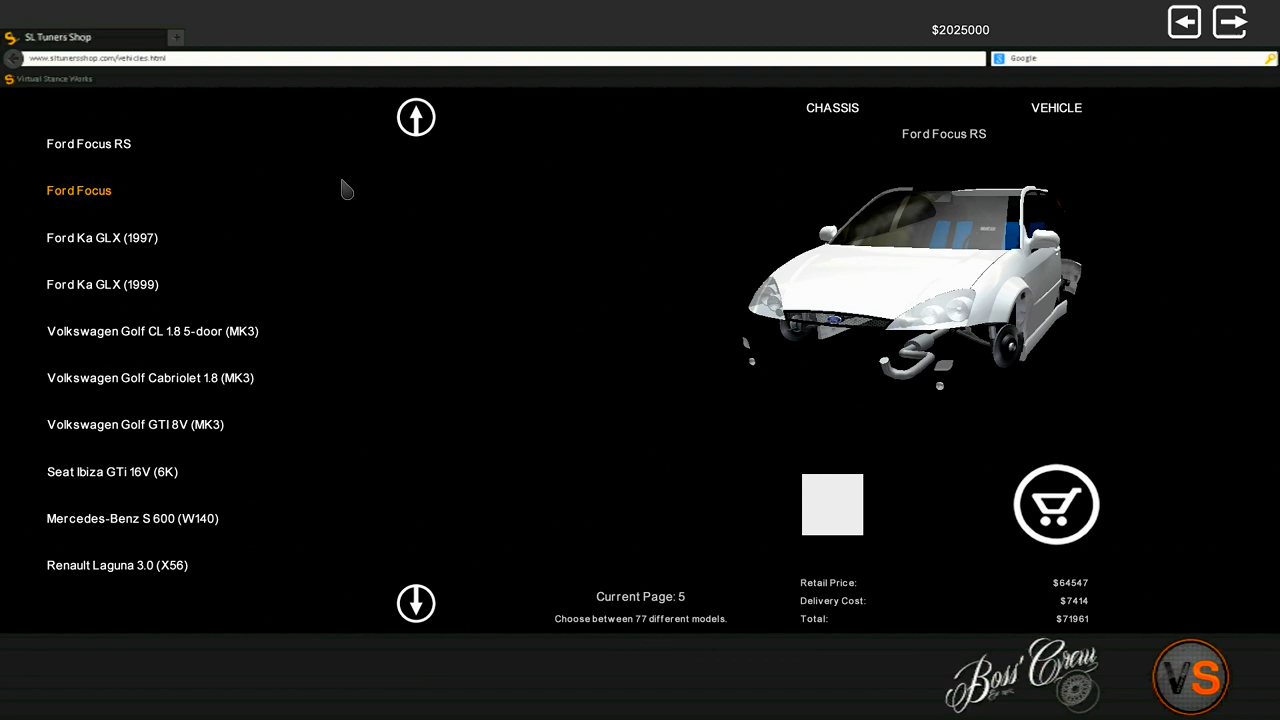 $2025000
SL Tuners Shop
www.sltunersshop.com/vehicles.html
Google
Virtual Stance Works
CHASSIS
VEHICLE
Ford Focus RS
Ford Focus RS
Ford Focus
Ford Ka GLX (1997)
Ford Ka GLX (1999)
Volkswagen Golf CL 1.8 5-door (MK3)
Volkswagen Golf Cabriolet 1.8 (MK3)
Volkswagen Golf GTI 8V (MK3)
Seat Ibiza GTi 16V (6K)
Mercedes-Benz S 600 (W140)
Renault Laguna 3.0 (X56)
Current Page: 5
Choose between 77 different models.
Retail Price: $64547
Delivery Cost: $7414
Total: $71961
Boss' Crew
VS